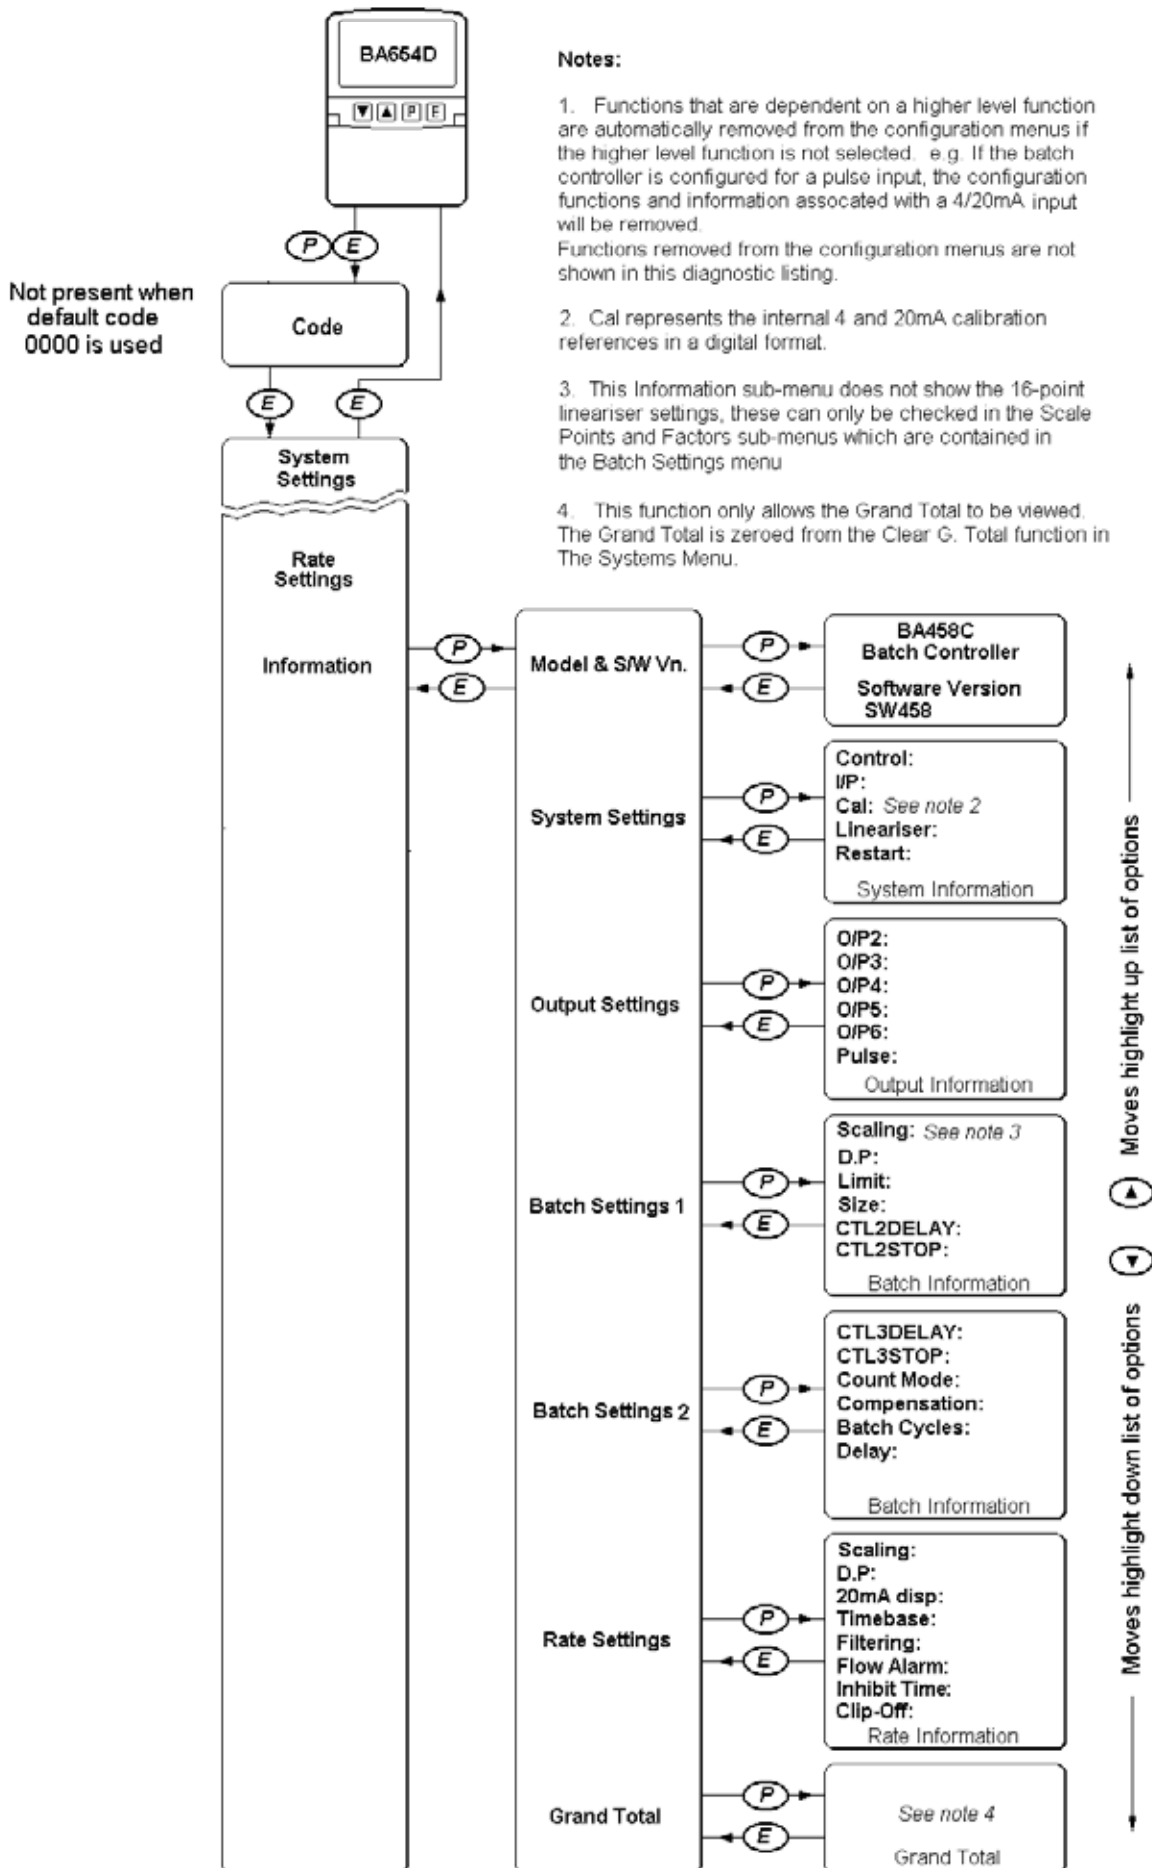 BA654D
P E
Notes:
1. Functions that are dependent on a higher level function
are automatically removed from the configuration menus if
the higher level function is not selected. e.g. If the batch
controller is configured for a pulse input, the configuration
functions and information assocated with a 4/20mA input
will be removed.
Functions removed from the configuration menus are not
shown in this diagnostic listing.
2. Cal represents the internal 4 and 20mA calibration
references in a digital format.
3. This Information sub-menu does not show the 16-point
lineariser settings, these can only be checked in the Scale
Points and Factors sub-menus which are contained in
the Batch Settings menu
4. This function only allows the Grand Total to be viewed.
The Grand Total is zeroed from the Clear G. Total function in
The Systems Menu.
P E
Not present when
default code
0000 is used
Code
E E
System
Settings
Rate
Settings
Information
P
E
Model & S/W Vn.
P
E
BA458C
Batch Controller
Software Version
SW458
System Settings
P
E
Control:
I/P:
Cal: See note 2
Lineariser:
Restart:
System Information
Output Settings
P
E
O/P2:
O/P3:
O/P4:
O/P5:
O/P6:
Pulse:
Output Information
Batch Settings 1
P
E
Scaling: See note 3
D.P:
Limit:
Size:
CTL2DELAY:
CTL2STOP:
Batch Information
Batch Settings 2
P
E
CTL3DELAY:
CTL3STOP:
Count Mode:
Compensation:
Batch Cycles:
Delay:
Batch Information
Rate Settings
P
E
Scaling:
D.P:
20mA disp:
Timebase:
Filtering:
Flow Alarm:
Inhibit Time:
Clip-Off:
Rate Information
Grand Total
P
E
See note 4
Grand Total
Moves highlight up list of options
Moves highlight down list of options